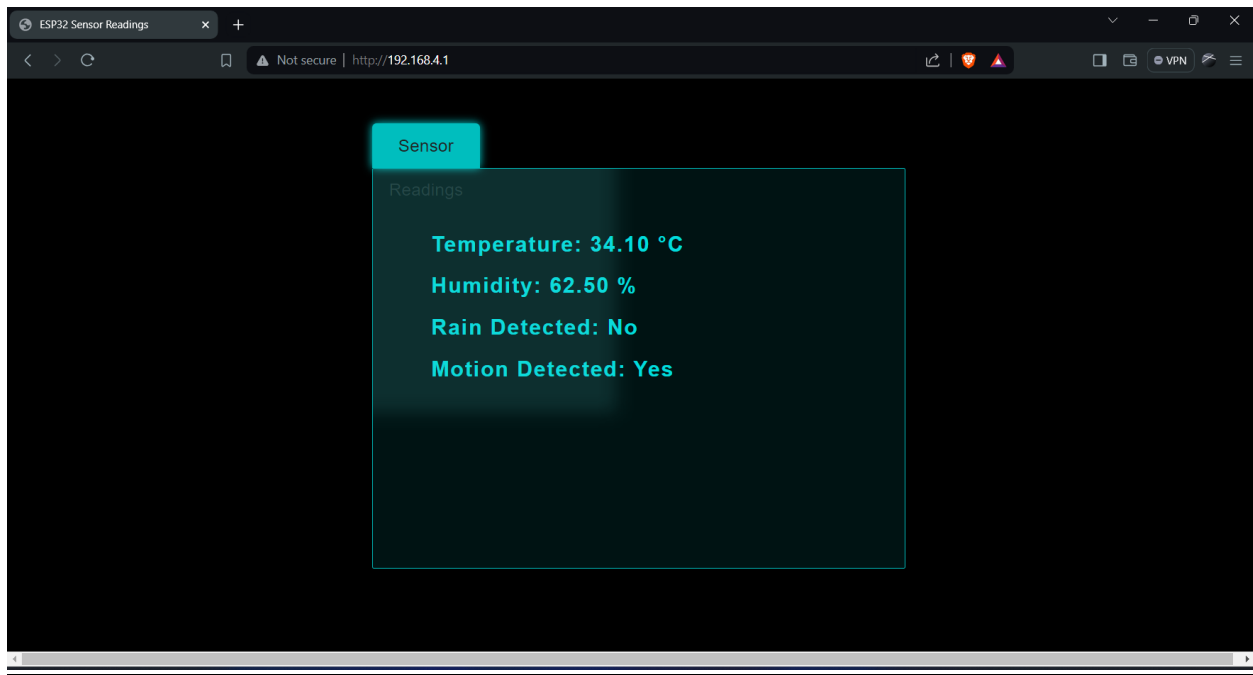 ESP32 Sensor Readings
Not secure | http://192.168.4.1
VPN
Sensor
Readings
Temperature: 34.10 °C
Humidity: 62.50 %
Rain Detected: No
Motion Detected: Yes